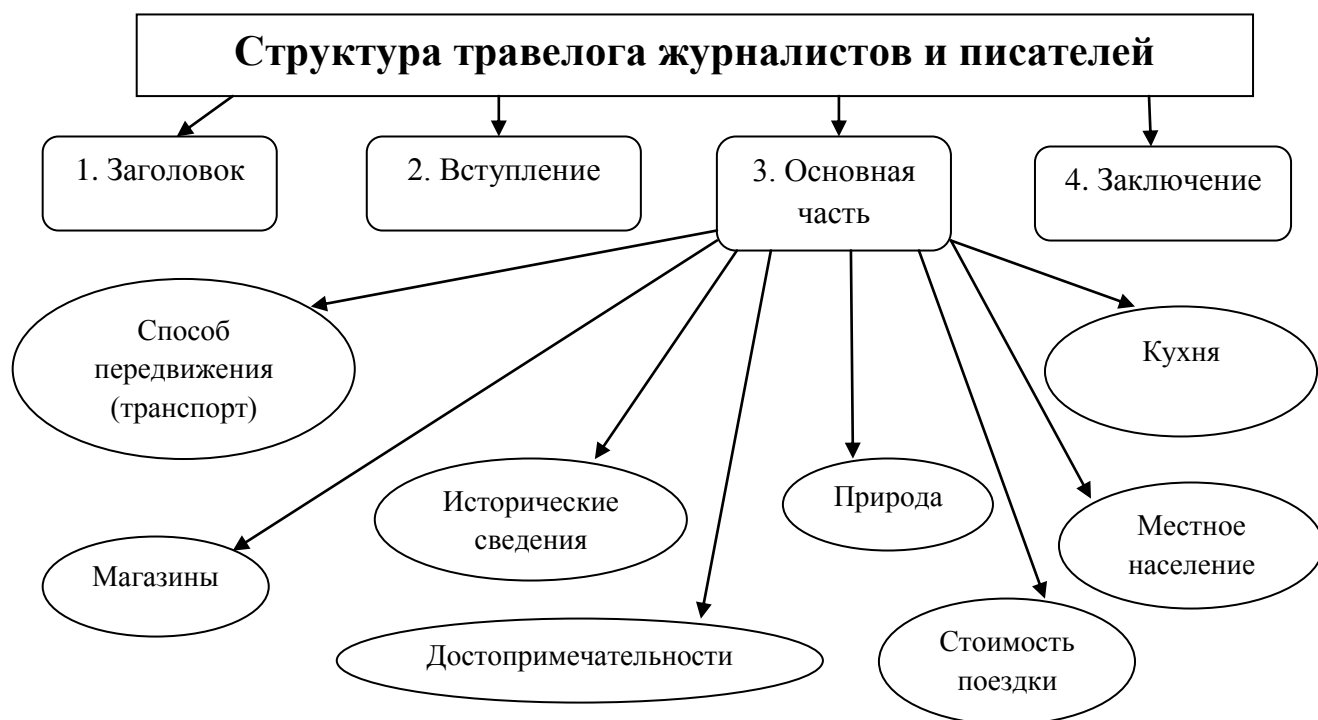 Структура травелога журналистов и писателей
1. Заголовок
2. Вступление
3. Основная
часть
4. Заключение
Способ
передвижения
(транспорт)
Кухня
Исторические
сведения
Природа
Местное
население
Магазины
Достопримечательности
Стоимость
поездки